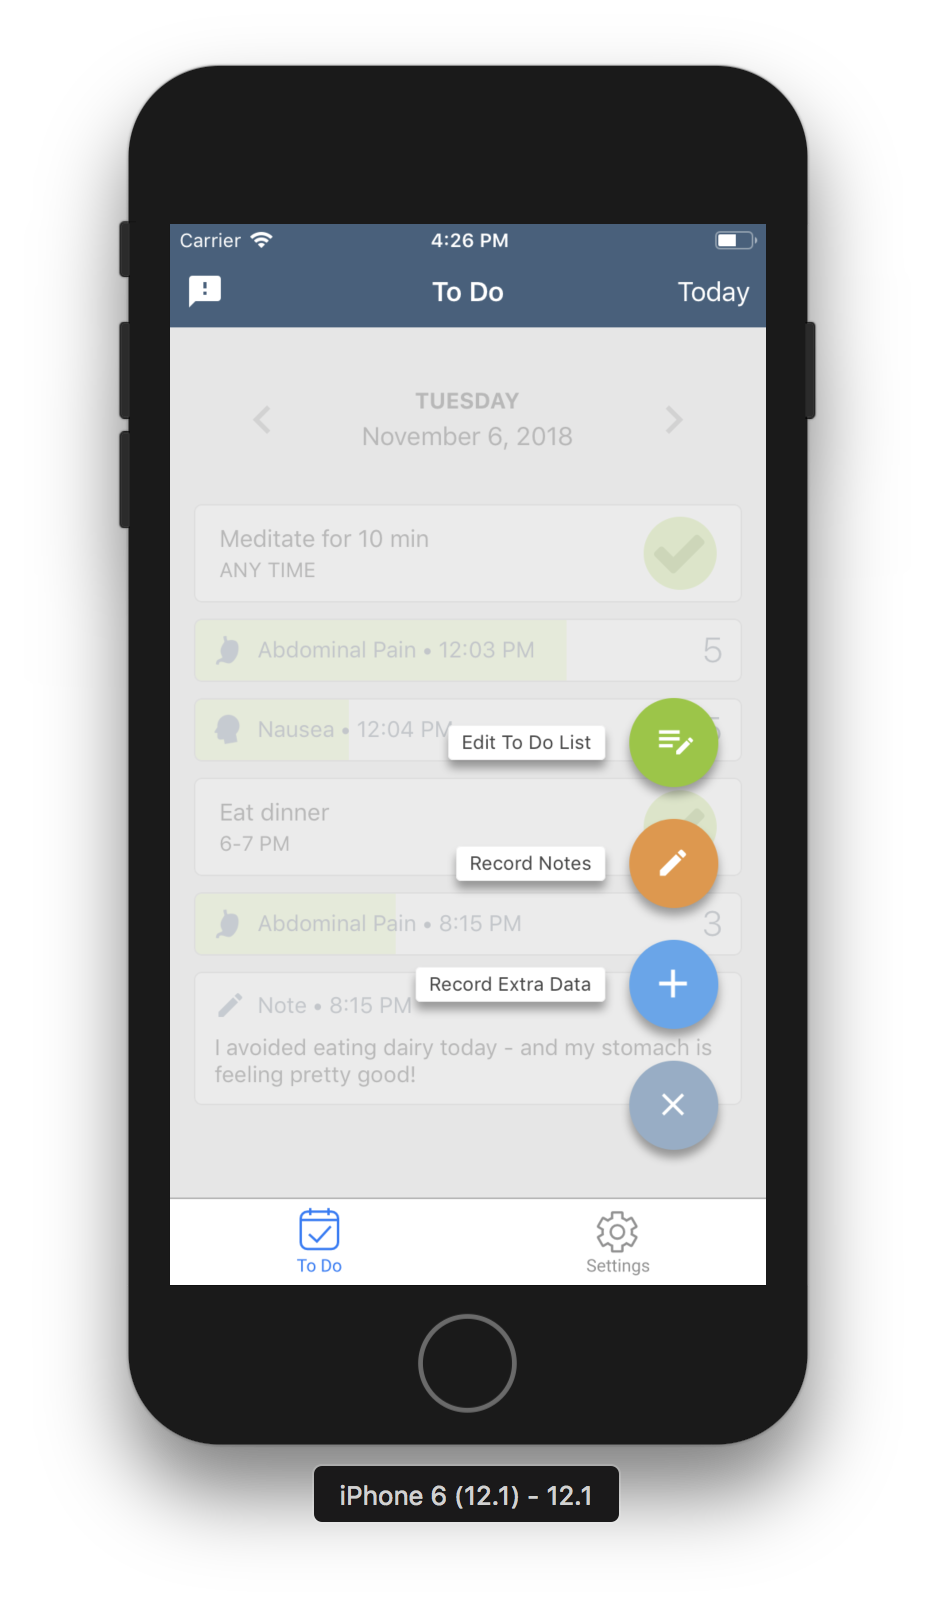 Carrier 4:26 PM
To Do Today
TUESDAY
November 6, 2018
Meditate for 10 min
ANY TIME
Abdominal Pain • 12:03 PM 5
Nausea • 12:04 PM
Edit To Do List
Eat dinner
6-7 PM
Record Notes
Abdominal Pain • 8:15 PM 3
Record Extra Data
Note • 8:15 PM
I avoided eating dairy today - and my stomach is
feeling pretty good!
To Do Settings
iPhone 6 (12.1) - 12.1